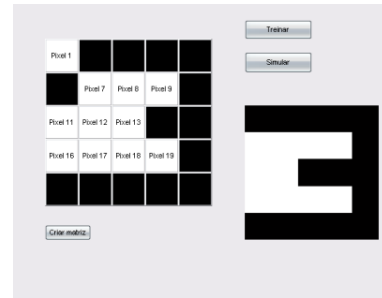 Treinar
Pixel 1
Simular
Pixel 7 Pixel 8 Pixel 9
Pixel 11 Pixel 12 Pixel 13
Pixel 16 Pixel 17 Pixel 18 Pixel 19
Criar matriz